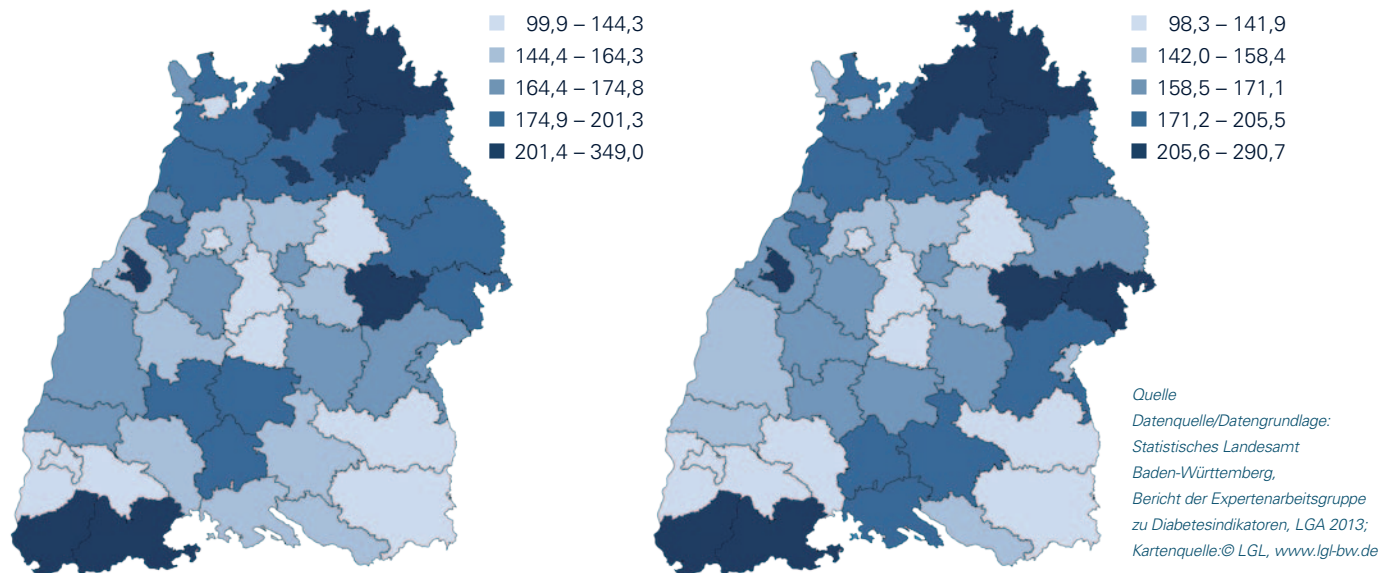 99,9 – 144,3
144,4 – 164,3
164,4 – 174,8
174,9 – 201,3
201,4 – 349,0
98,3 – 141,9
142,0 – 158,4
158,5 – 171,1
171,2 – 205,5
205,6 – 290,7
Quelle
Datenquelle/Datengrundlage:
Statistisches Landesamt
Baden-Württemberg,
Bericht der Expertenarbeitsgruppe
zu Diabetesindikatoren, LGA 2013;
Kartenquelle:© LGL, www.lgl-bw.de